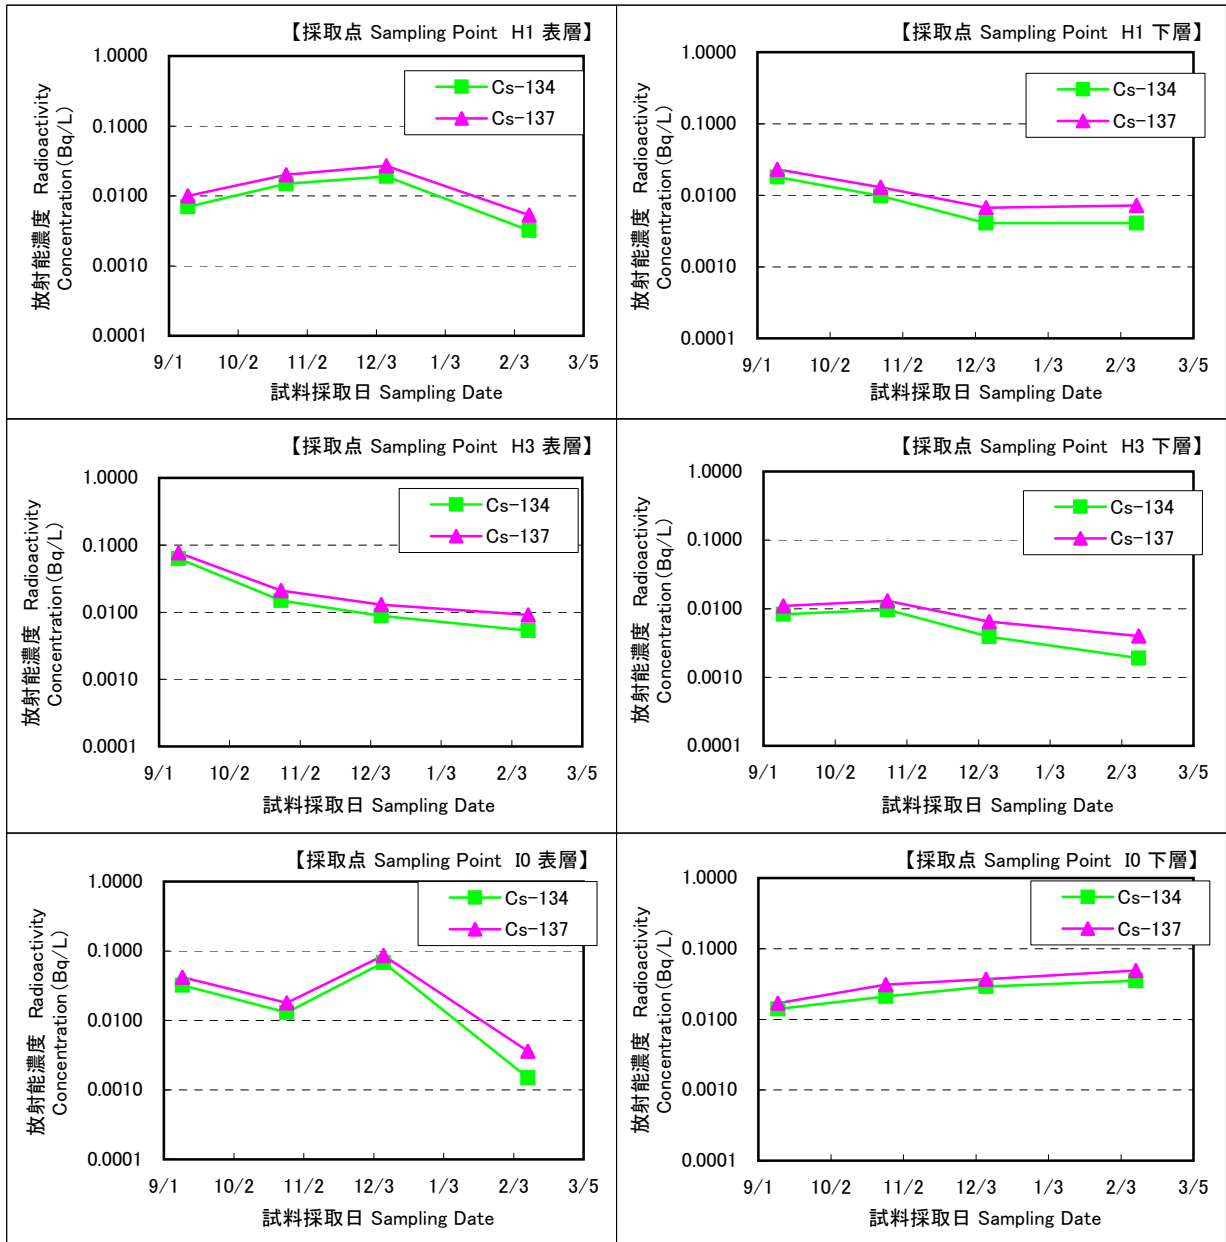 【採取点 Sampling Point H1 表層】
放射能濃度 Radioactivity
Concentration(Bq/L)
1.0000
0.1000
0.0100
0.0010
0.0001
Cs-134
Cs-137
9/1 10/2 11/2 12/3 1/3 2/3 3/5
試料採取日 Sampling Date
【採取点 Sampling Point H1 下層】
放射能濃度 Radioactivity
Concentration(Bq/L)
1.0000
0.1000
0.0100
0.0010
0.0001
Cs-134
Cs-137
9/1 10/2 11/2 12/3 1/3 2/3 3/5
試料採取日 Sampling Date
【採取点 Sampling Point H3 表層】
放射能濃度 Radioactivity
Concentration(Bq/L)
1.0000
0.1000
0.0100
0.0010
0.0001
Cs-134
Cs-137
9/1 10/2 11/2 12/3 1/3 2/3 3/5
試料採取日 Sampling Date
【採取点 Sampling Point H3 下層】
放射能濃度 Radioactivity
Concentration(Bq/L)
1.0000
0.1000
0.0100
0.0010
0.0001
Cs-134
Cs-137
9/1 10/2 11/2 12/3 1/3 2/3 3/5
試料採取日 Sampling Date
【採取点 Sampling Point I0 表層】
放射能濃度 Radioactivity
Concentration(Bq/L)
1.0000
0.1000
0.0100
0.0010
0.0001
Cs-134
Cs-137
9/1 10/2 11/2 12/3 1/3 2/3 3/5
試料採取日 Sampling Date
【採取点 Sampling Point I0 下層】
放射能濃度 Radioactivity
Concentration(Bq/L)
1.0000
0.1000
0.0100
0.0010
0.0001
Cs-134
Cs-137
9/1 10/2 11/2 12/3 1/3 2/3 3/5
試料採取日 Sampling Date